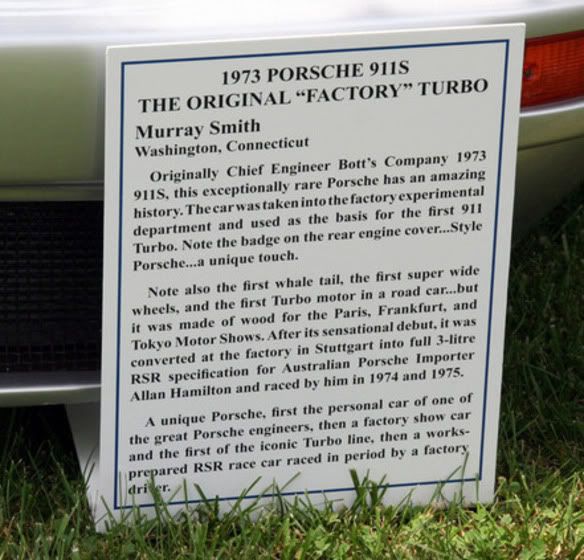 1973 PORSCHE 911S
THE ORIGINAL “FACTORY” TURBO
Murray Smith
Washington, Connecticut
Originally Chief Engineer Bott’s Company 1973
911S, this exceptionally rare Porsche has an amazing
history. The car was taken into the factory experimental
department and used as the basis for the first 911
Turbo. Note the badge on the rear engine cover...Style
Porsche...a unique touch.
Note also the first whale tail, the first super wide
wheels, and the first Turbo motor in a road car...but
it was made of wood for the Paris, Frankfurt, and
Tokyo Motor Shows. After its sensational debut, it was
converted at the factory in Stuttgart into full 3-litre
RSR specification for Australian Porsche Importer
Allan Hamilton and raced by him in 1974 and 1975.
A unique Porsche, first the personal car of one of
the great Porsche engineers, then a factory show car
and the first of the iconic Turbo line, then a works-
prepared RSR race car raced in period by a factory
driver.